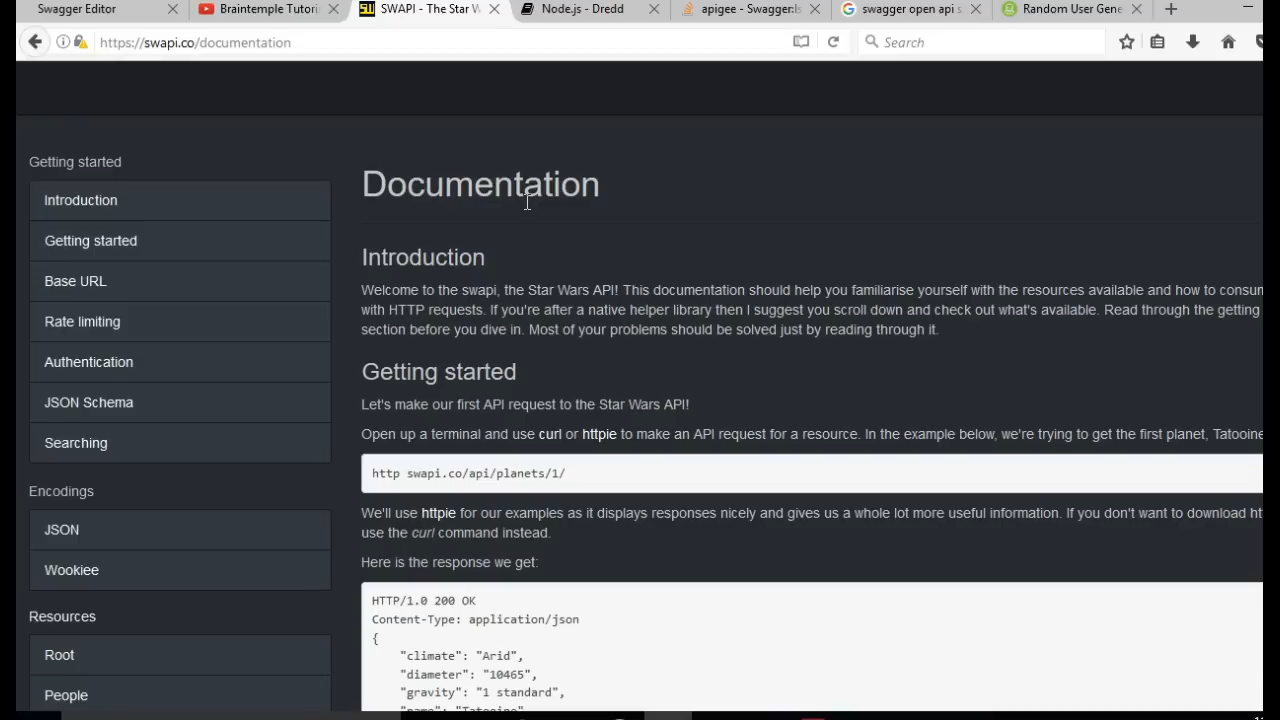 Swagger Editor
Braintemple Tutori
SWAPI - The Star W
Node.js - Dredd
apigee - Swagger:Is
swagger open api s
Random User Gene
https://swapi.co/documentation
Search
Getting started
Introduction
Getting started
Base URL
Rate limiting
Authentication
JSON Schema
Searching
Encodings
JSON
Wookiee
Resources
Root
People
Documentation
Introduction
Welcome to the swapi, the Star Wars API! This documentation should help you familiarise yourself with the resources available and how to consum
with HTTP requests. If you're after a native helper library then I suggest you scroll down and check out what's available. Read through the getting
section before you dive in. Most of your problems should be solved just by reading through it.
Getting started
Let's make our first API request to the Star Wars API!
Open up a terminal and use curl or httpie to make an API request for a resource. In the example below, we're trying to get the first planet, Tatooine
http swapi.co/api/planets/1/
We'll use httpie for our examples as it displays responses nicely and gives us a whole lot more useful information. If you don't want to download ht
use the curl command instead.
Here is the response we get:
HTTP/1.0 200 OK
Content-Type: application/json
{
"climate": "Arid",
"diameter": "10465",
"gravity": "1 standard",
"name": "Tatooine"